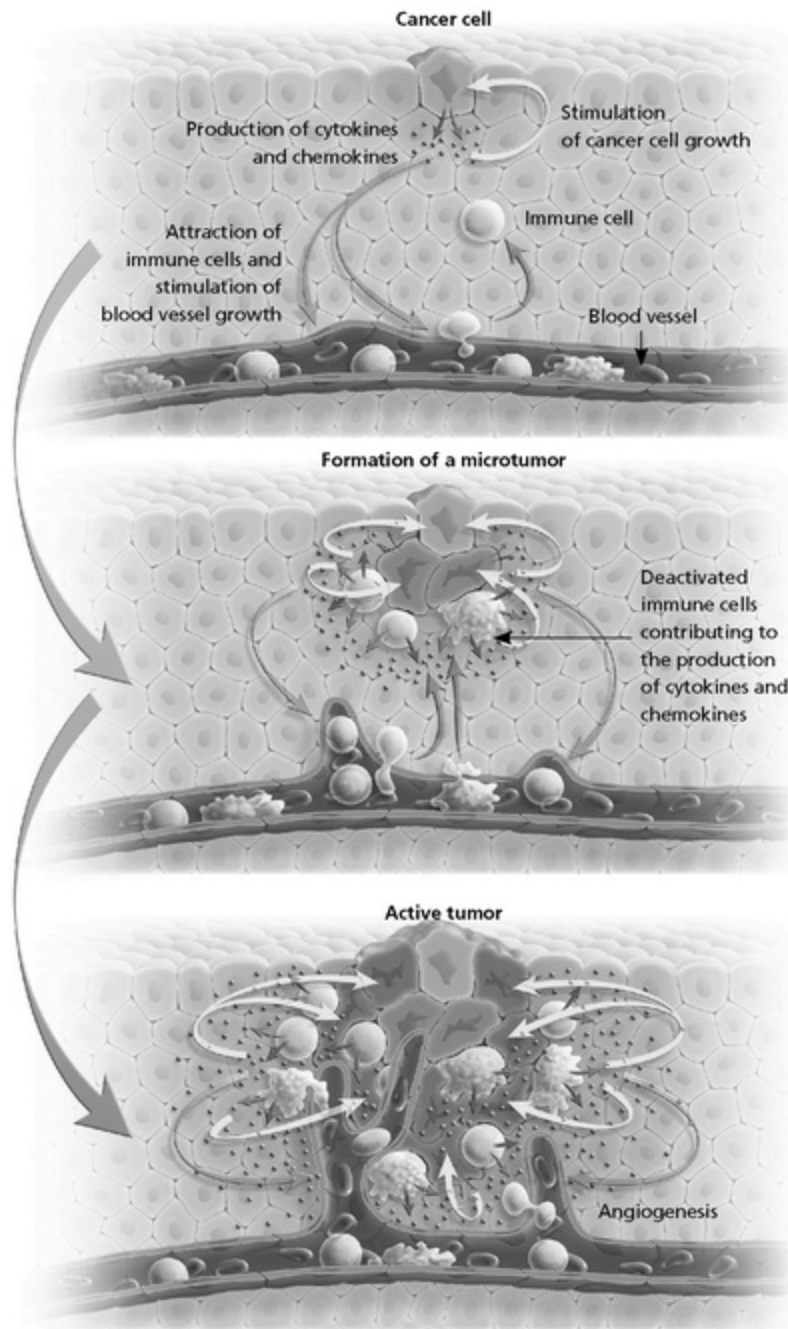 Cancer cell
Production of cytokines
and chemokines
Stimulation
of cancer cell growth
Immune cell
Attraction of
immune cells and
stimulation of
blood vessel growth
Blood vessel
Formation of a microtumor
Deactivated
immune cells
contributing to
the production
of cytokines and
chemokines
Active tumor
Angiogenesis